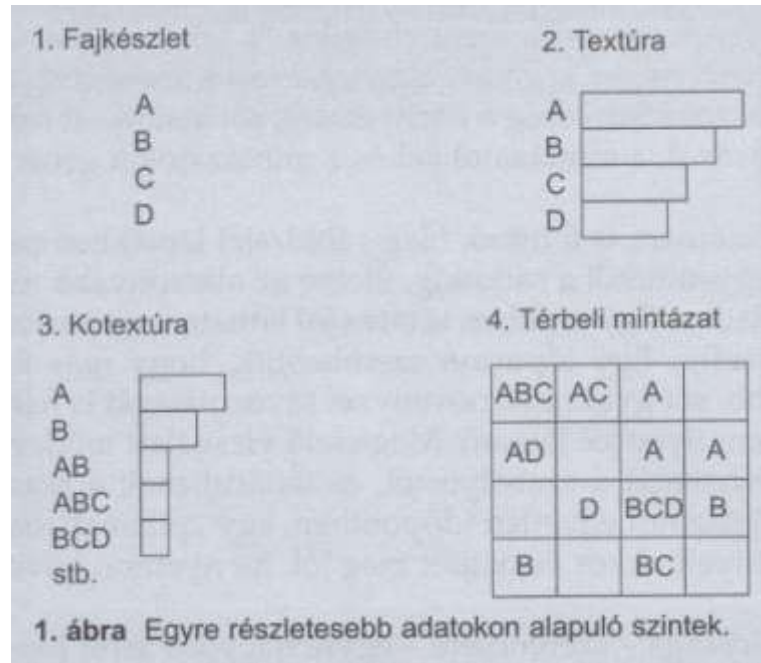 1. Fajkészlet
A
B
C
D
2. Textúra
A
B
C
D
3. Kotextúra
A
B
AB
ABC
BCD
stb.
4. Térbeli mintázat
ABC AC A
AD A A
D BCD B
B BC
1. ábra Egyre részletesebb adatokon alapuló szintek.